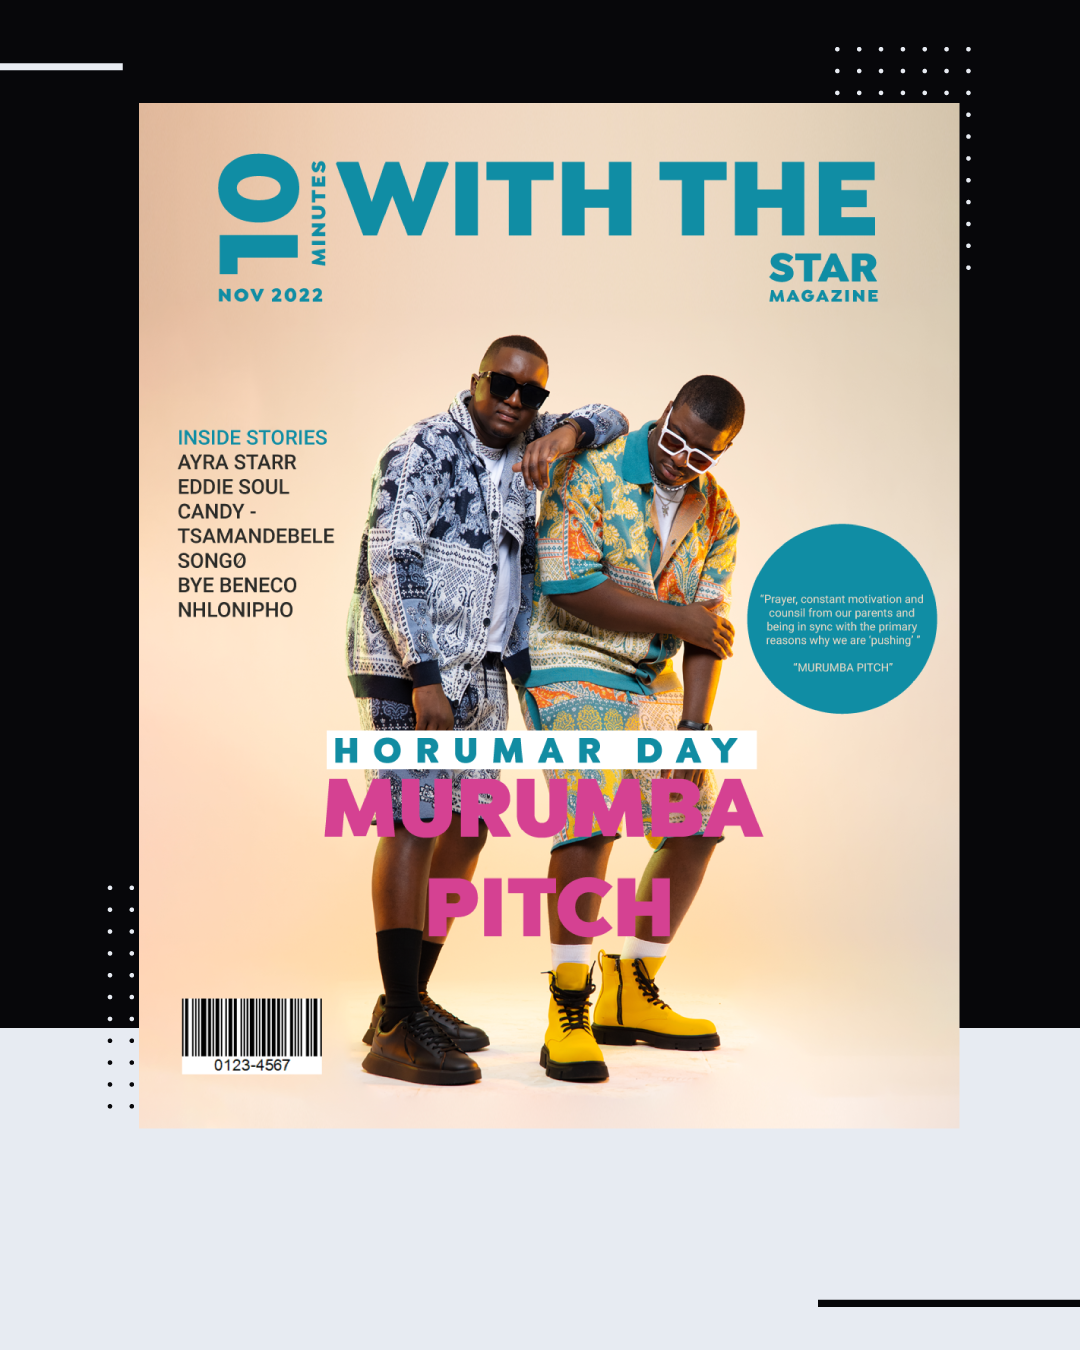 10
MINUTES
WITH THE
STAR
MAGAZINE
NOV 2022
INSIDE STORIES
AYRA STARR
EDDIE SOUL
CANDY -
TSAMANDEBELE
SONGØ
BYE BENECO
NHLONIPHO
“Prayer, constant motivation and
counsil from our parents and
being in sync with the primary
reasons why we are ‘pushing’ ”
“MURUMBA PITCH”
HORUMAR DAY
MURUMBA
PITCH
0123-4567